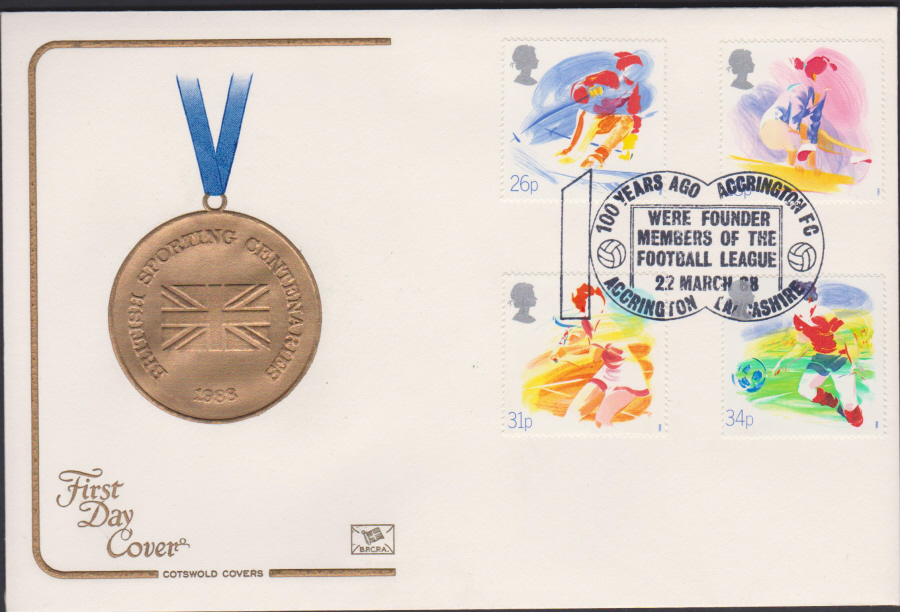 BRITISH SPORTING CENTENARIES
1988
First
Day
Cover
COTSWOLD COVERS
B.F.C.P.A.
26p
31p
34p
100 YEARS AGO ACCRINGTON FC
WERE FOUNDER
MEMBERS OF THE
FOOTBALL LEAGUE
22 MARCH 88
ACCRINGTON LANCASHIRE